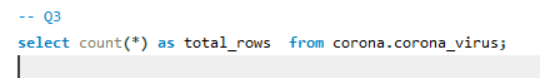 -- Q3
select count(*) as total_rows  from corona.corona_virus;